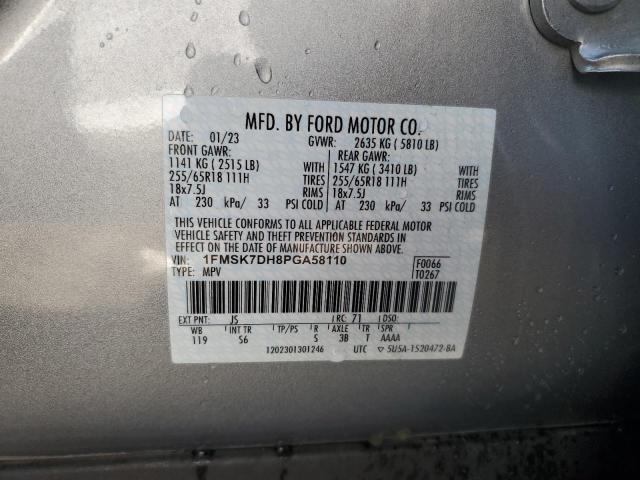 MFD. BY FORD MOTOR CO.
DATE: 01/23 GVWR: 2635 KG ( 5810 LB)
FRONT GAWR: REAR GAWR:
1141 KG ( 2515 LB) WITH 1547 KG ( 3410 LB) WITH
255/65R18 111H TIRES 255/65R18 111H TIRES
18x7.5J RIMS 18x7.5J RIMS
AT 230 kPa/ 33 PSI COLD AT 230 kPa/ 33 PSI COLD
THIS VEHICLE CONFORMS TO ALL APPLICABLE FEDERAL MOTOR
VEHICLE SAFETY AND THEFT PREVENTION STANDARDS IN
EFFECT ON THE DATE OF MANUFACTURE SHOWN ABOVE.
VIN: 1FMSK7DH8PGA58110 F0066
TYPE: MPV T0267
EXT PNT: JS RC: 71 DSO:
WB INT TR TP/PS R AXLE TR SPR
119 S6 S 3B T AAAA
1202301301246 UTC ▽ 5U5A-1520472-BA